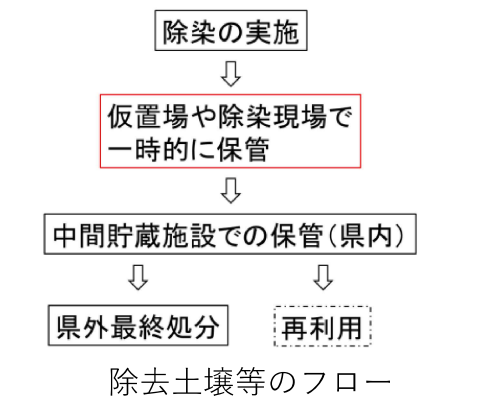 除染の実施
仮置場や除染現場で
一時的に保管
中間貯蔵施設での保管（県内）
県外最終処分
再利用
除去土壌等のフロー